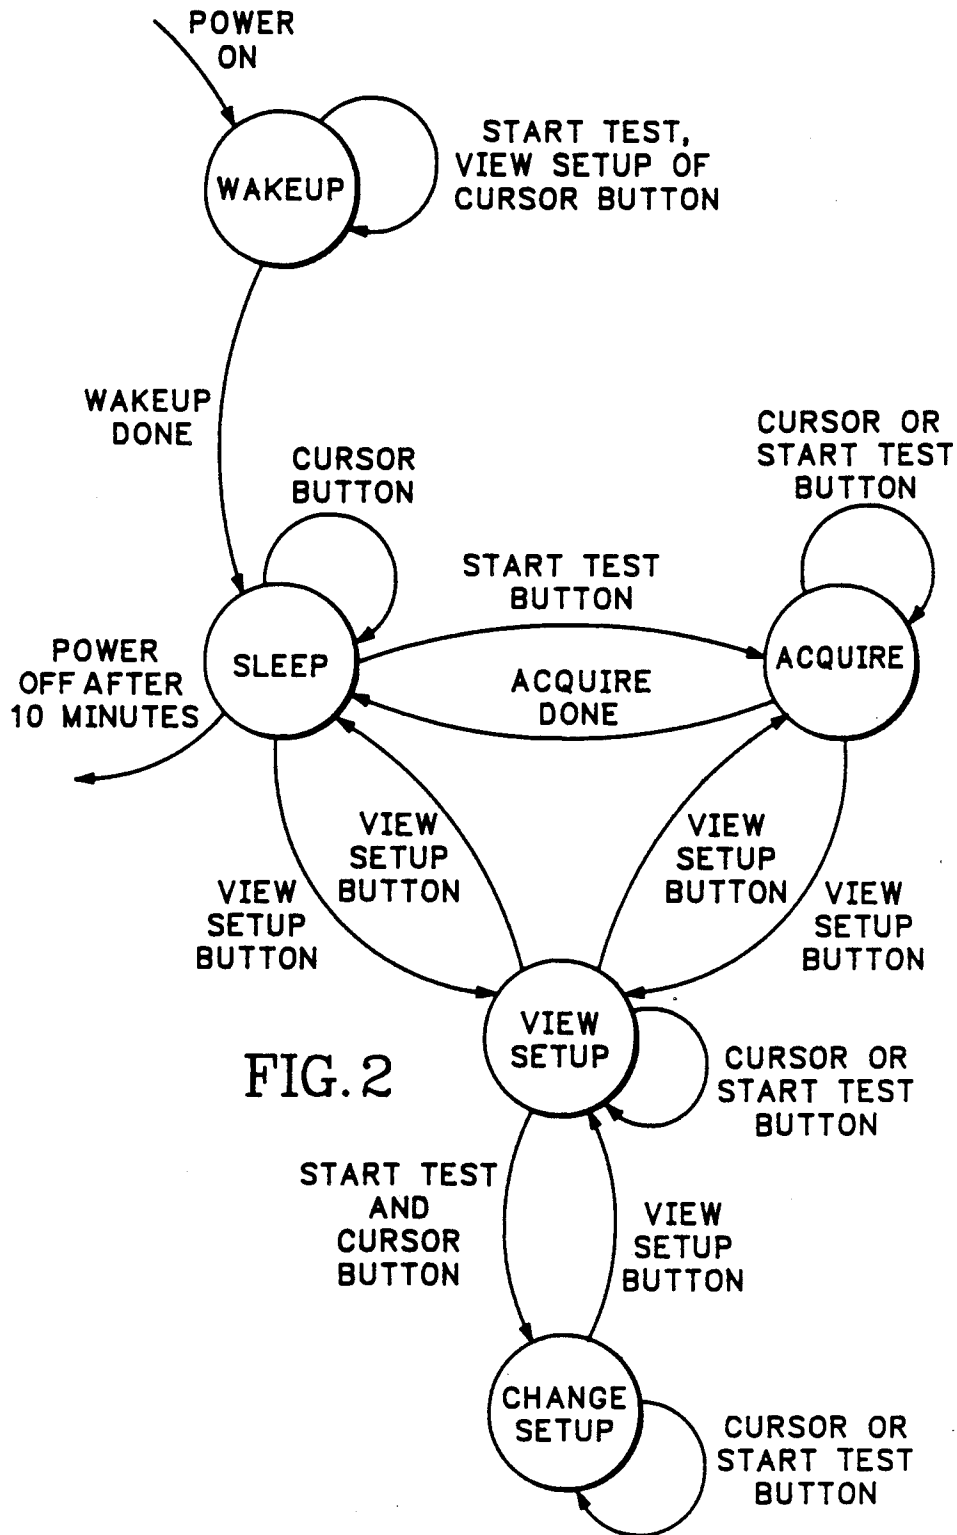 POWER
ON
WAKEUP
START TEST,
VIEW SETUP OF
CURSOR BUTTON
WAKEUP
DONE
CURSOR
BUTTON
CURSOR OR
START TEST
BUTTON
START TEST
BUTTON
SLEEP
ACQUIRE
POWER
OFF AFTER
10 MINUTES
ACQUIRE
DONE
VIEW
SETUP
BUTTON
VIEW
SETUP
BUTTON
VIEW
SETUP
BUTTON
VIEW
SETUP
BUTTON
VIEW
SETUP
FIG. 2
CURSOR OR
START TEST
BUTTON
START TEST
AND
CURSOR
BUTTON
VIEW
SETUP
BUTTON
CHANGE
SETUP
CURSOR OR
START TEST
BUTTON